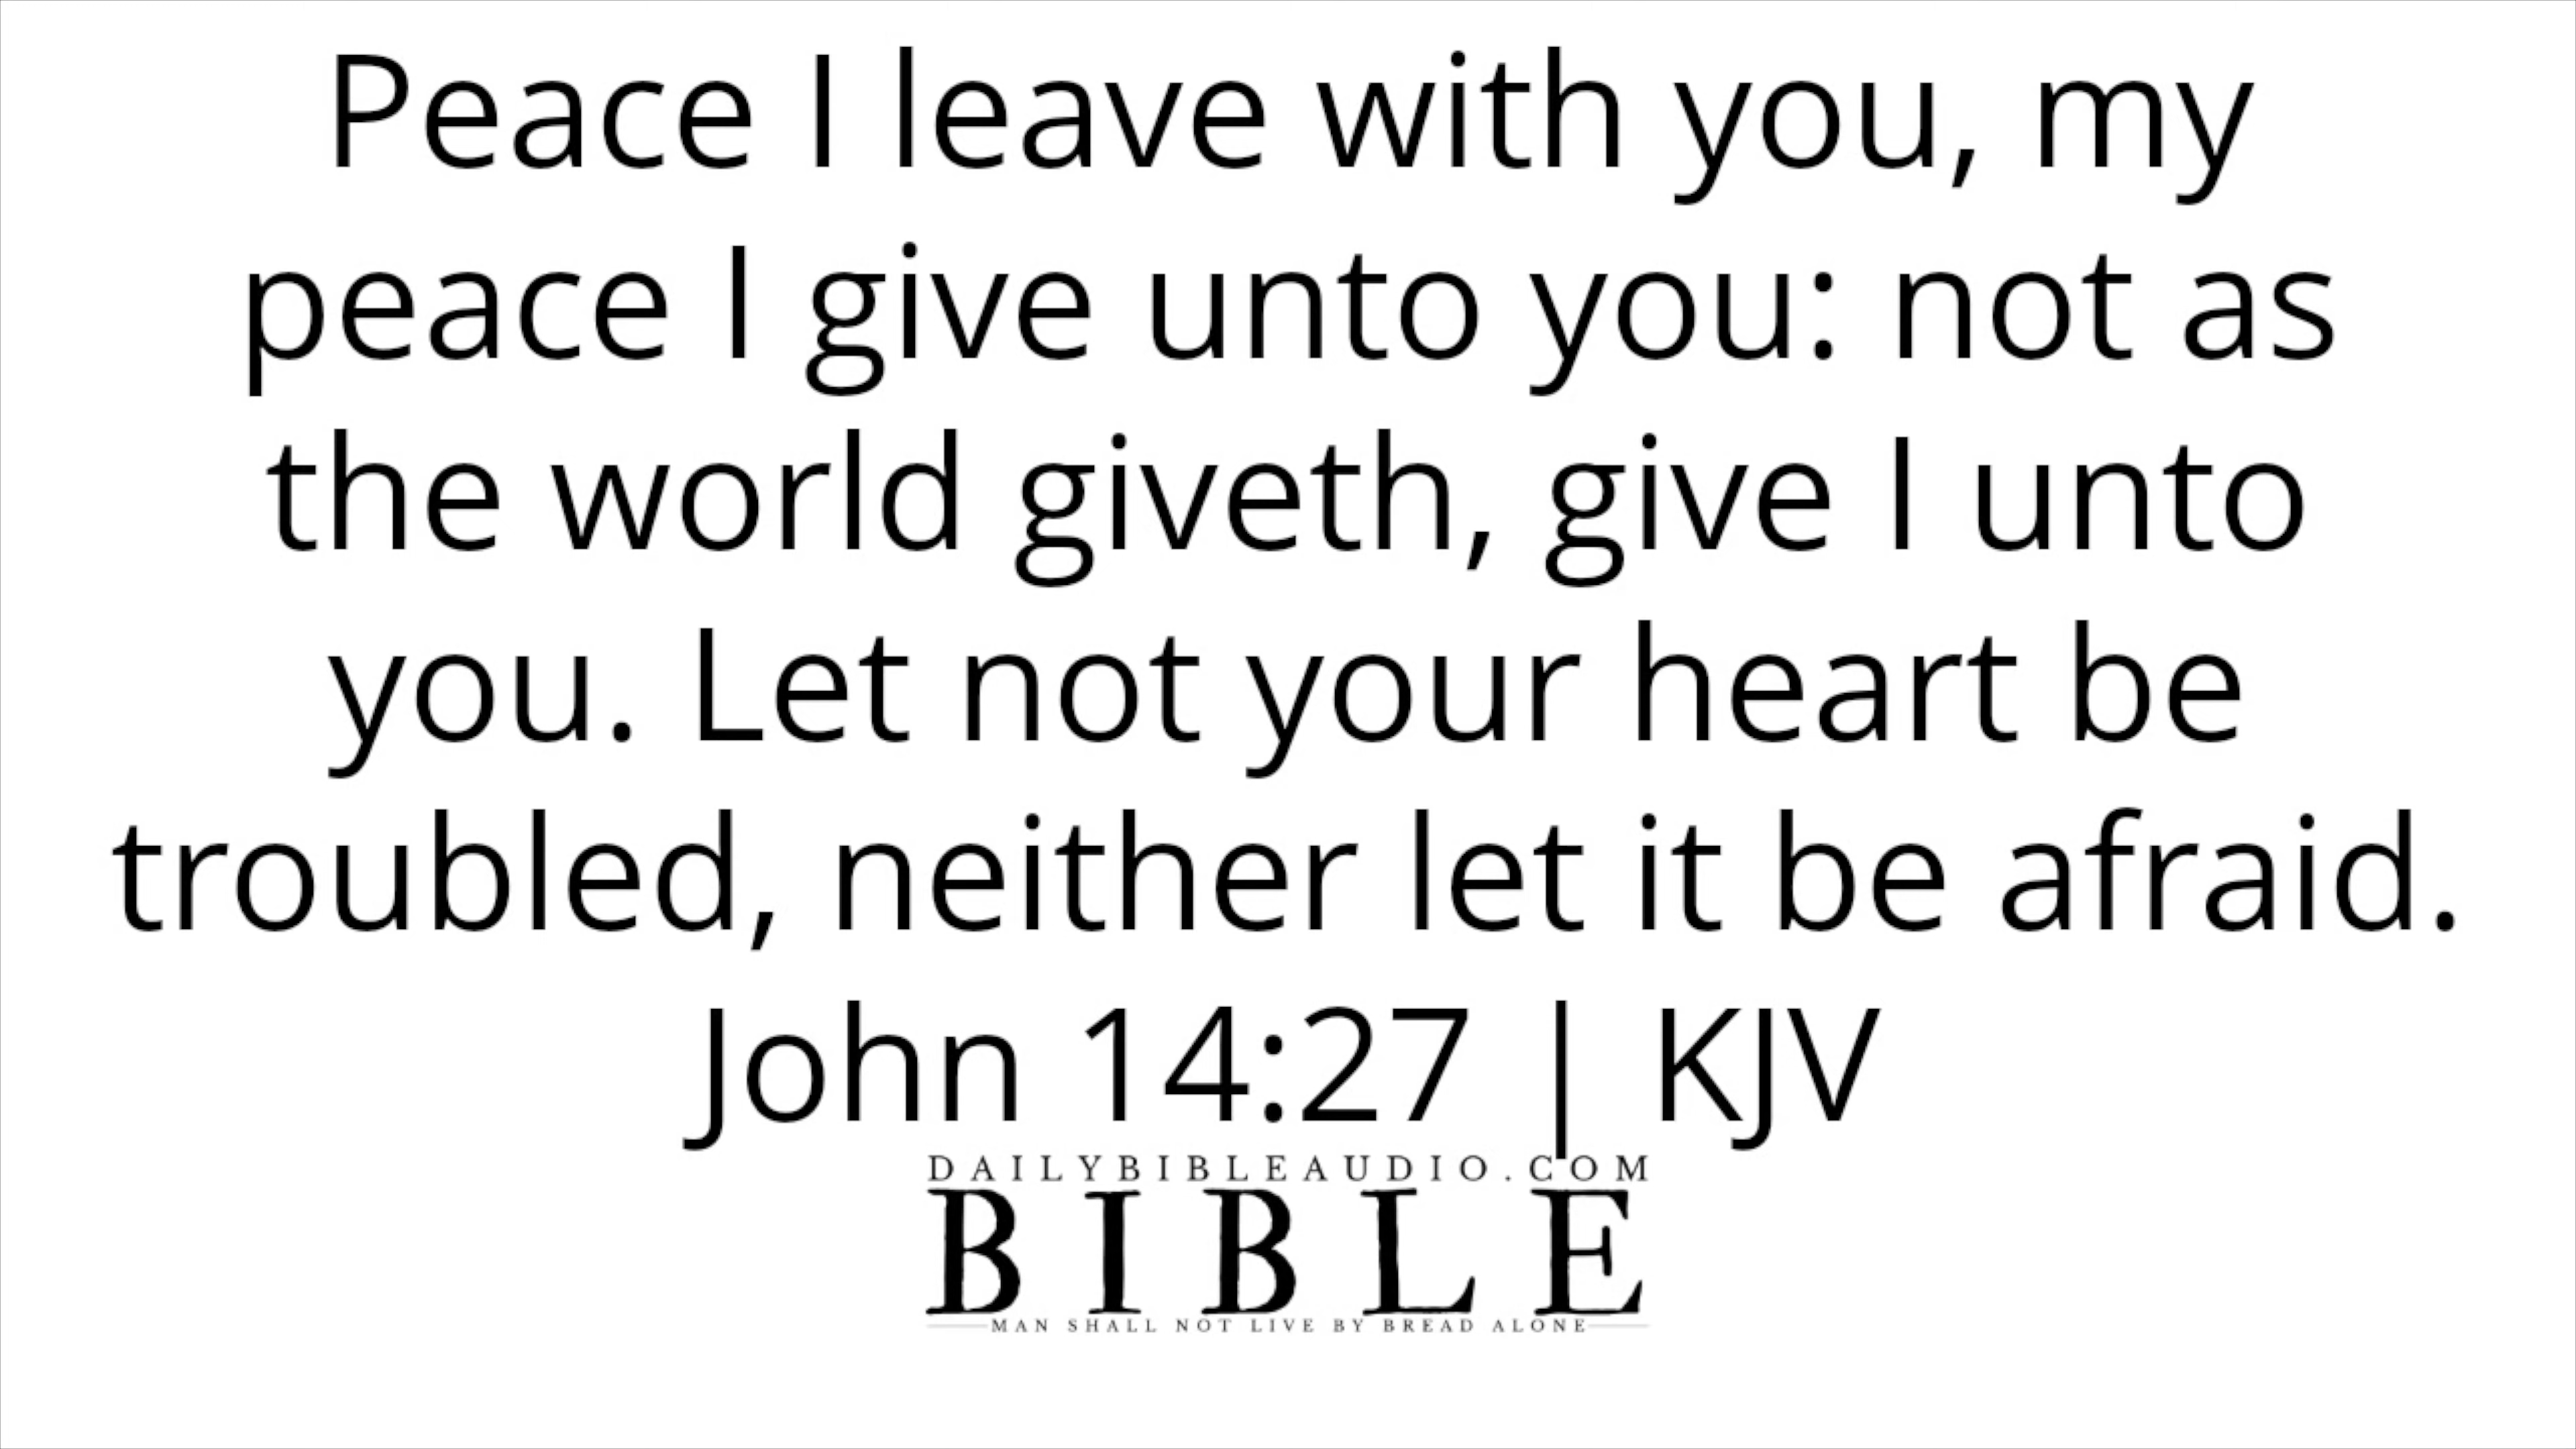 Peace I leave with you, my
peace I give unto you: not as
the world giveth, give I unto
you. Let not your heart be
troubled, neither let it be afraid.
John 14:27 | KJV
DAILYBIBLEAUDIO.COM
BIBLE
MAN SHALL NOT LIVE BY BREAD ALONE